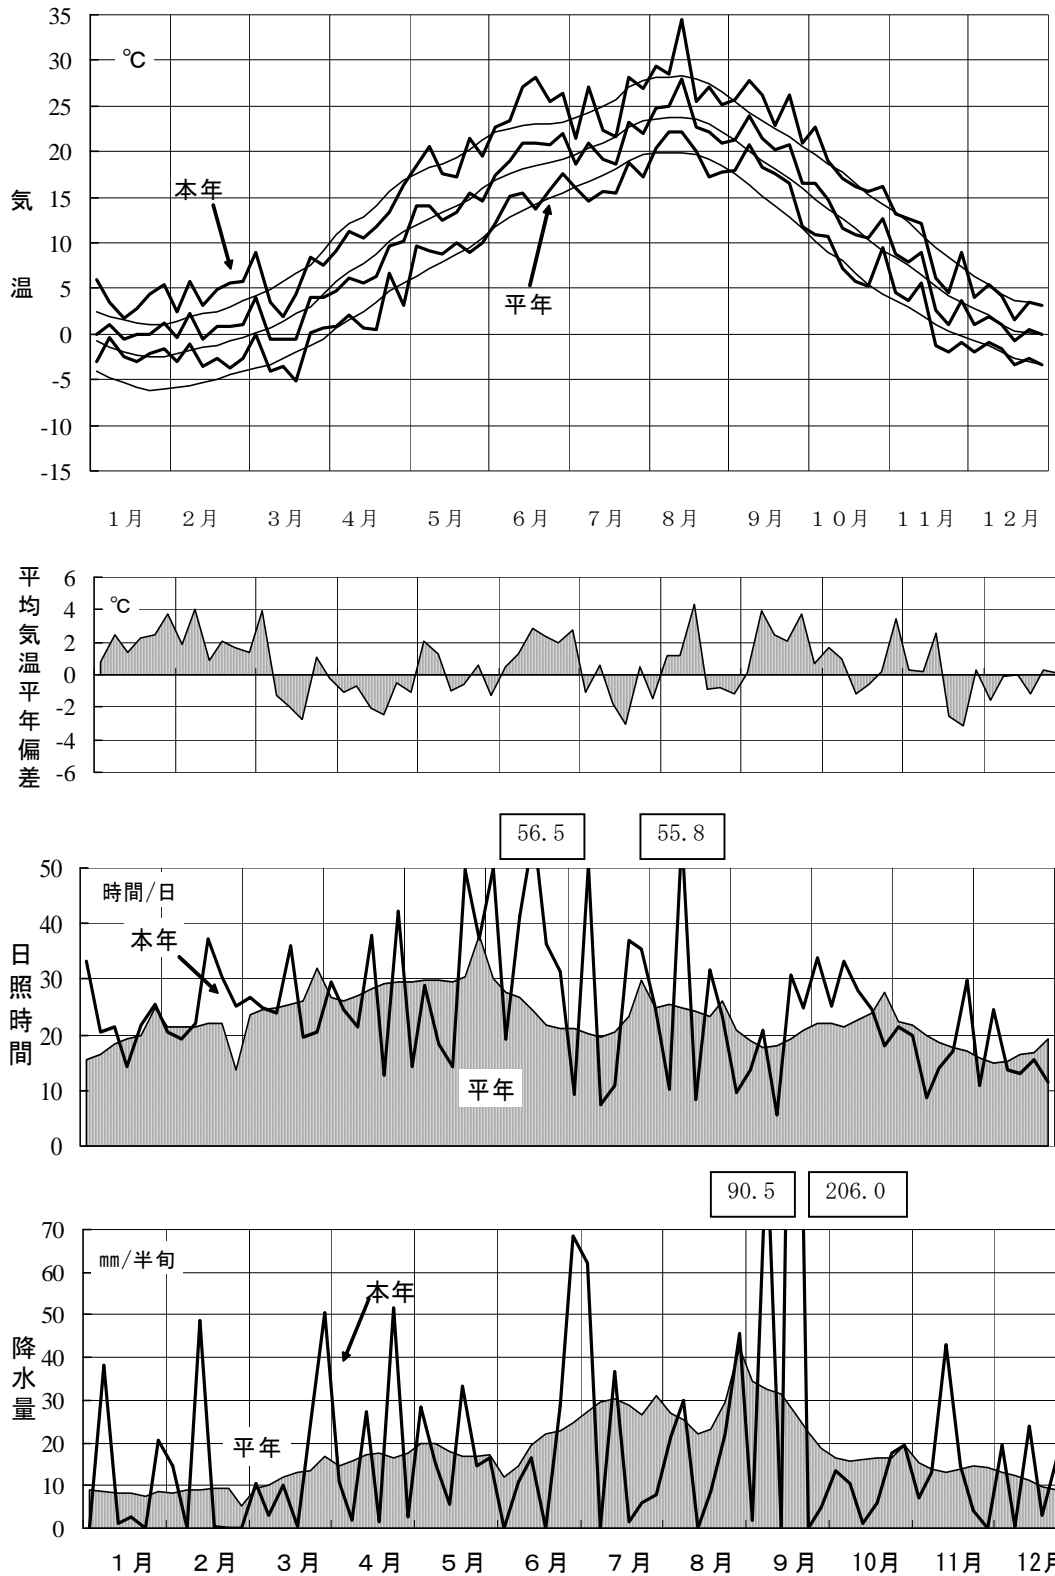 35
30
25
20
15
10
5
0
-5
-10
-15
℃
気温
本年
平年
１月 ２月 ３月 ４月 ５月 ６月 ７月 ８月 ９月 １０月 １１月 １２月
平均気温平年偏差
6
4
2
0
-2
-4
-6
℃
56.5 55.8
日照時間
50
40
30
20
10
0
時間/日
本年
平年
90.5 206.0
降水量
70
60
50
40
30
20
10
0
㎜/半旬
本年
平年
1月 2月 3月 4月 5月 6月 7月 8月 9月 10月 11月 12月